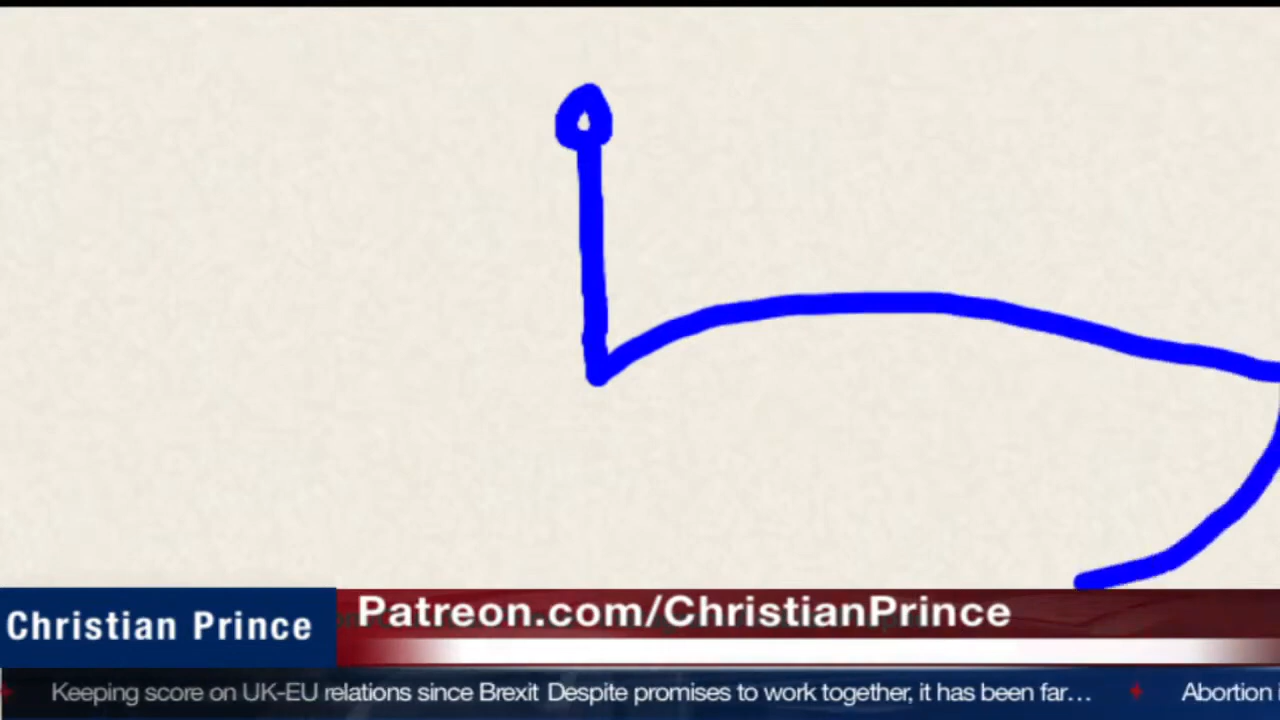 Christian Prince
Patreon.com/ChristianPrince
Keeping score on UK-EU relations since Brexit Despite promises to work together, it has been far…
Abortion